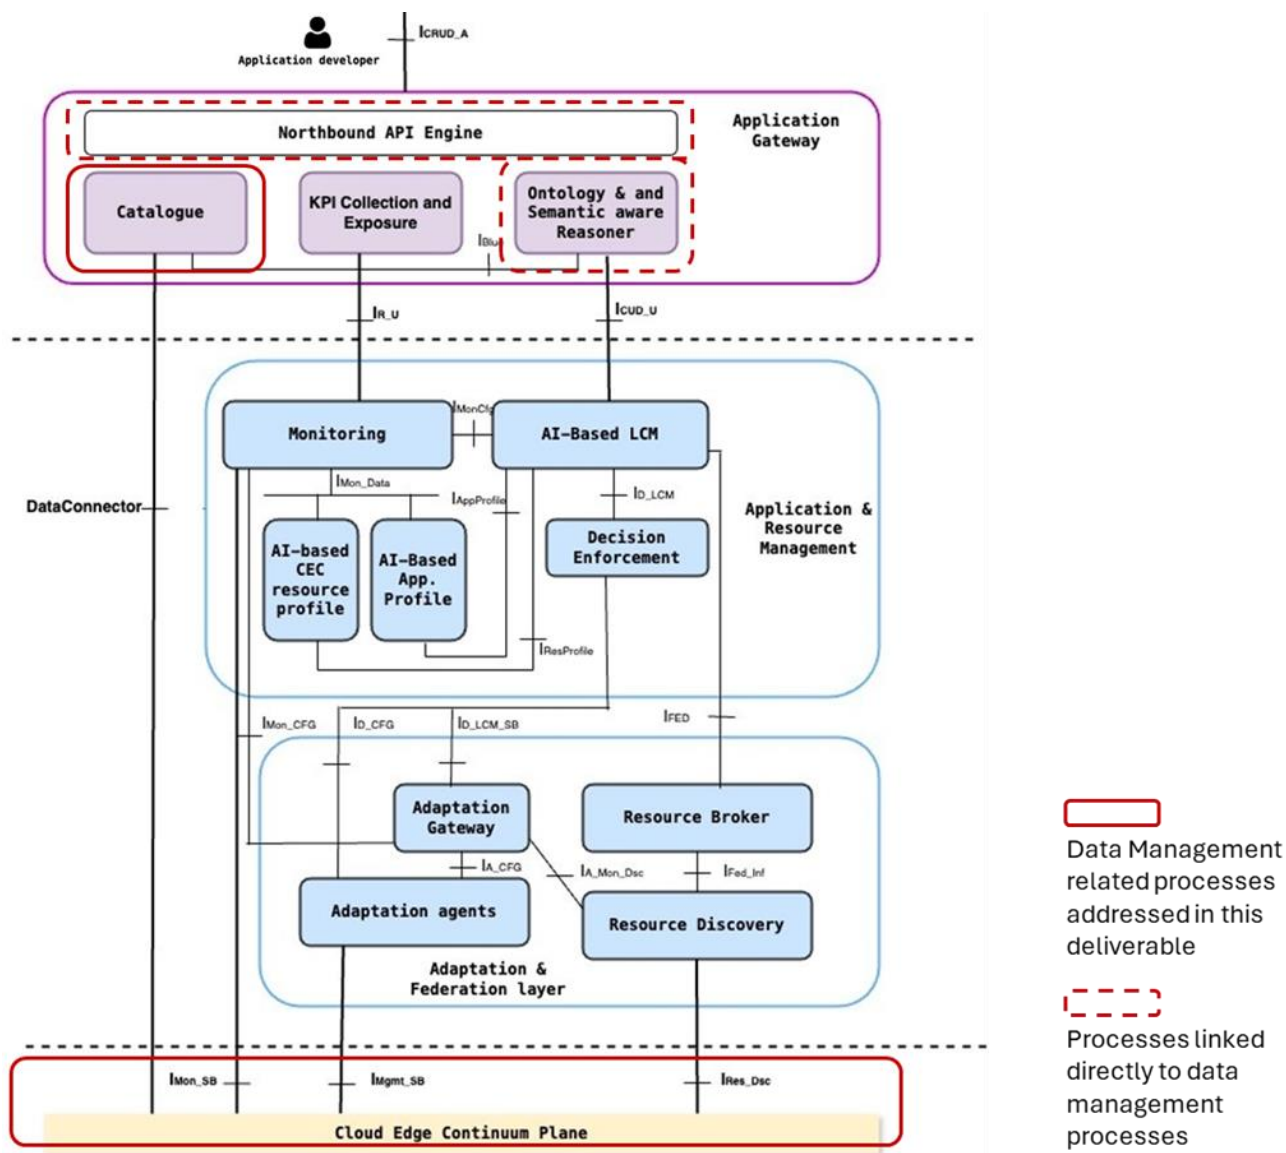 ICRUD_A
Application developer
Northbound API Engine
Application
Gateway
Catalogue
KPI Collection and
Exposure
Ontology & and
Semantic aware
Reasoner
IR_U
ICUD_U
Monitoring
IMonCfg
AI-Based LCM
IMon_Data
IAppProfile
ID_LCM
DataConnector
AI-based
CEC
resource
profile
AI-Based
App.
Profile
Decision
Enforcement
Application &
Resource
Management
IResProfile
IMon_CFG
ID_CFG
ID_LCM_SB
IFED
Adaptation
Gateway
Resource Broker
IA_CFG
IA_Mon_Dsc
IFed_Inf
Adaptation agents
Resource Discovery
Adaptation &
Federation layer
IMon_SB
IMgmt_SB
IRes_Dsc
Cloud Edge Continuum Plane
Data Management
related processes
addressed in this
deliverable
Processes linked
directly to data
management
processes